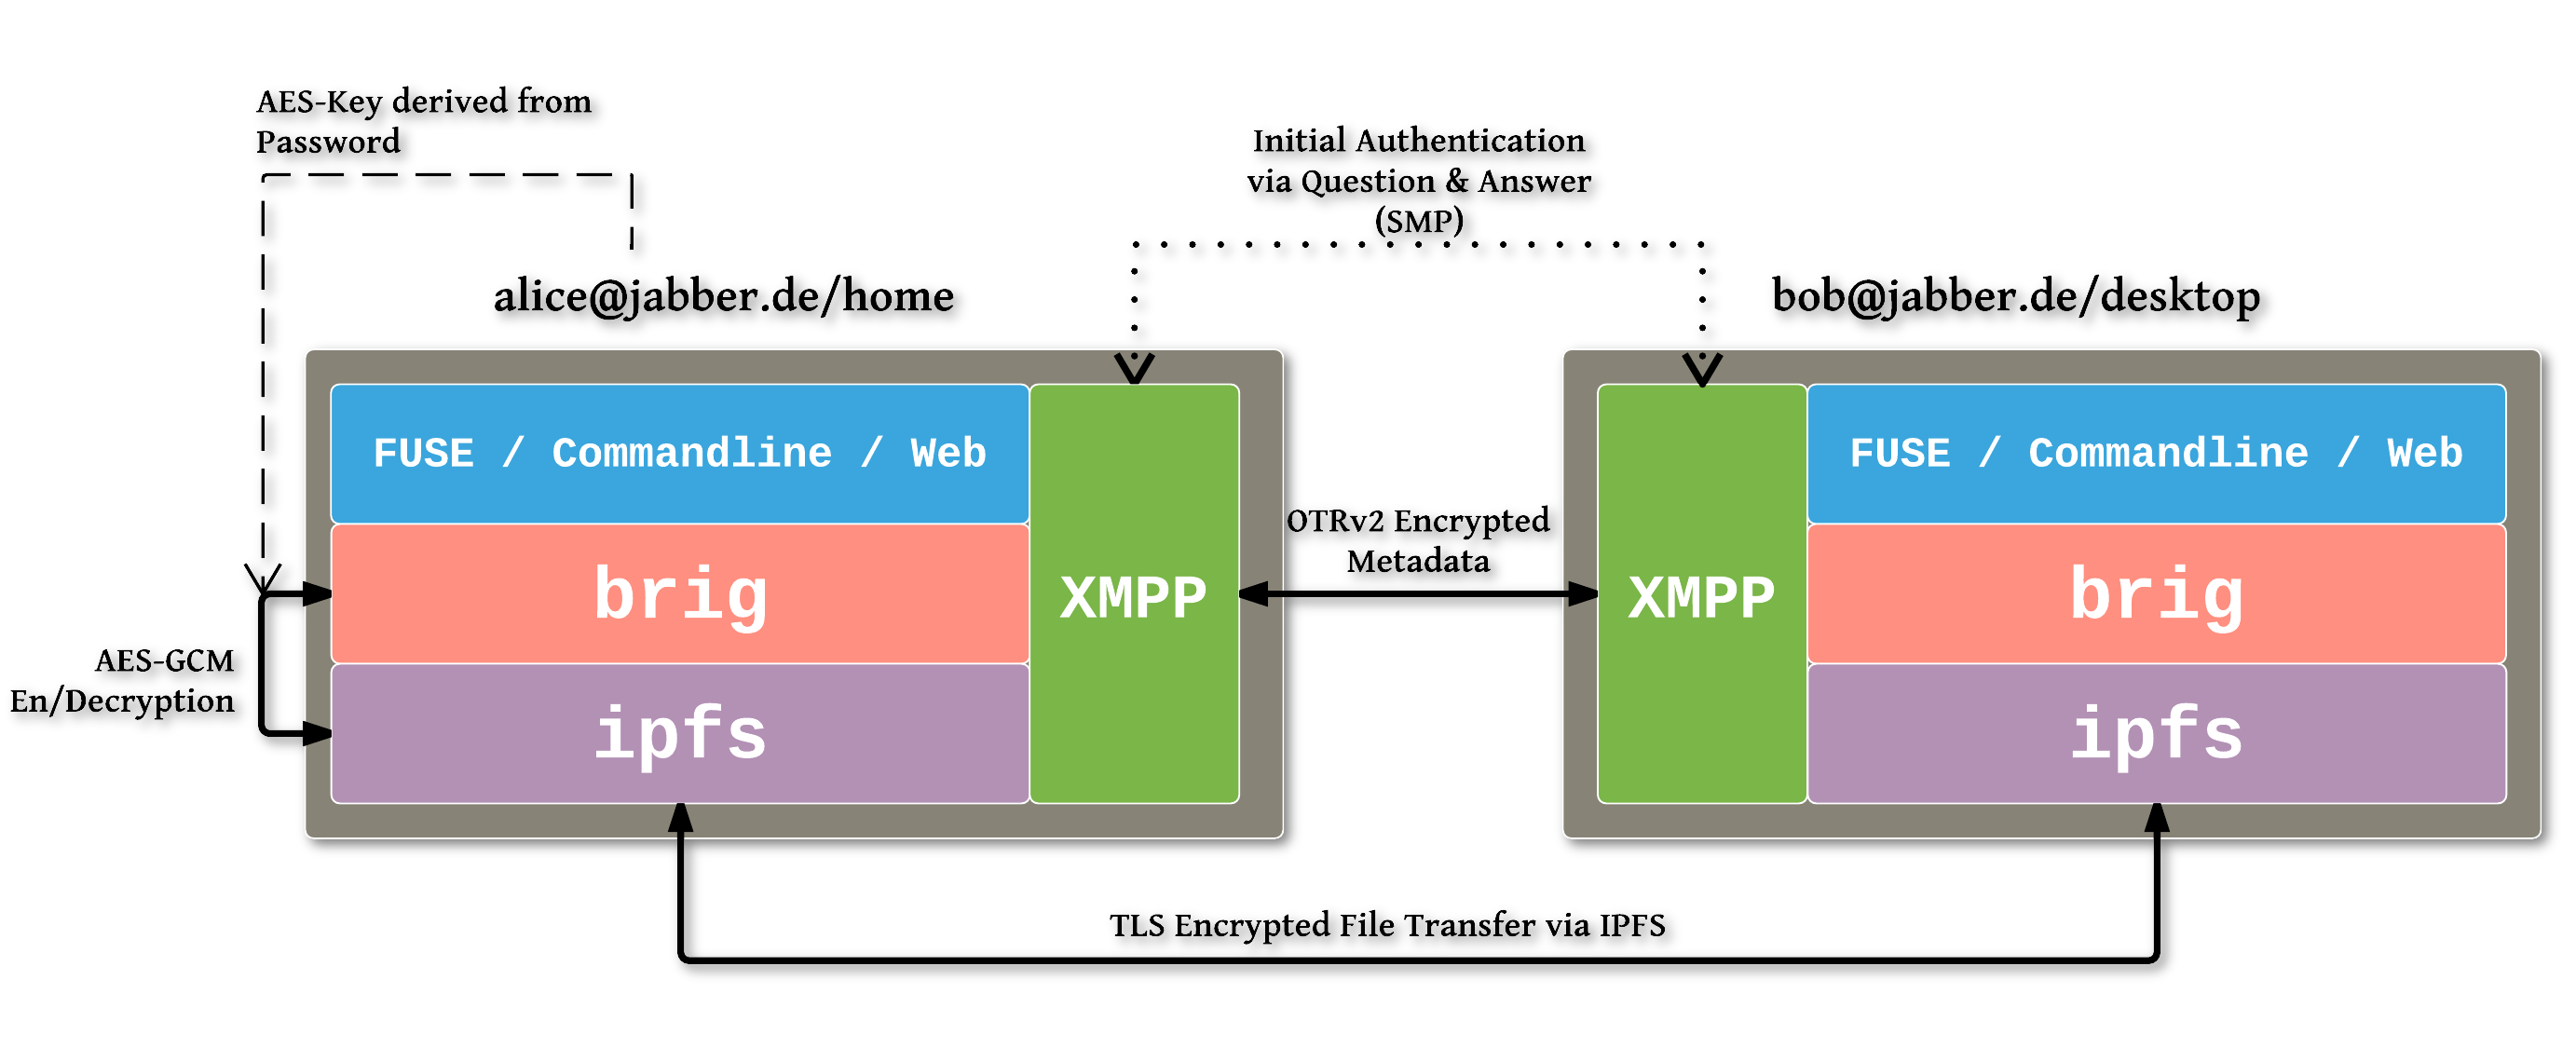 AES-Key derived from
Password
Initial Authentication
via Question & Answer
(SMP)
alice@jabber.de/home
bob@jabber.de/desktop
FUSE / Commandline / Web
brig
ipfs
XMPP
OTRv2 Encrypted
Metadata
XMPP
FUSE / Commandline / Web
brig
ipfs
AES-GCM
En/Decryption
TLS Encrypted File Transfer via IPFS